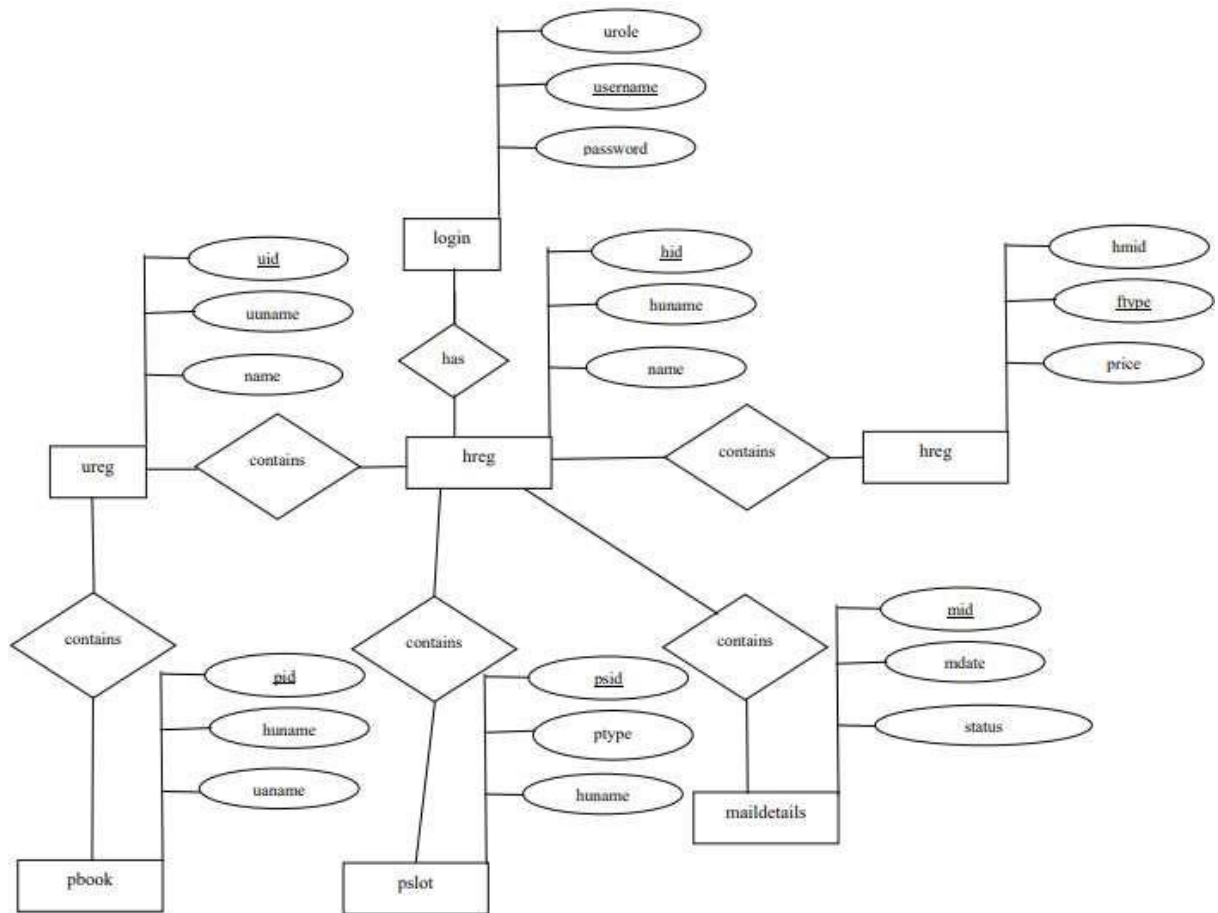 urole
username
password
login
uid
uuname
name
hid
huname
name
hmid
ftype
price
has
ureg
contains
hreg
contains
hreg
contains
contains
contains
pid
huname
uaname
psid
ptype
huname
mid
mdate
status
maildetails
pbook
pslot